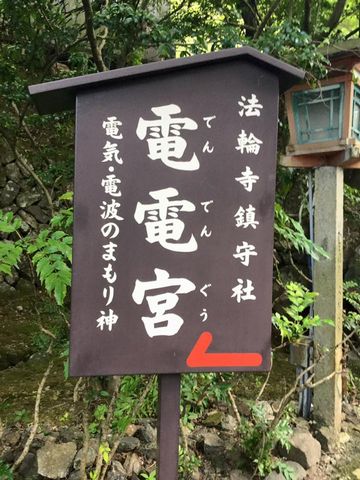 法輪寺鎮守社
電電宮
でんでんぐう
電気・電波のまもり神